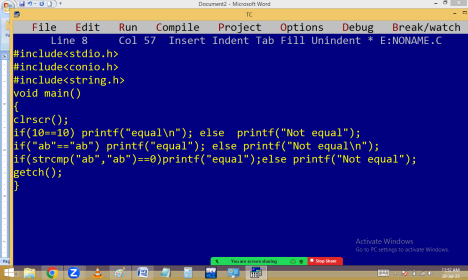 Document2 - Microsoft Word
TC
File Edit Run Compile Project Options Debug Break/watch
Line 8 Col 57 Insert Indent Tab Fill Unindent * E:NONAME.C
#include<stdio.h>
#include<conio.h>
#include<string.h>
void main()
{
clrscr();
if(10==10) printf("equal\n"); else printf("Not equal");
if("ab"=="ab") printf("equal"); else printf("Not equal\n");
if(strcmp("ab","ab")==0)printf("equal");else printf("Not equal");
getch();
}
Activate Windows
Go to PC settings to activate Windows.
You are screen sharing
Stop Share